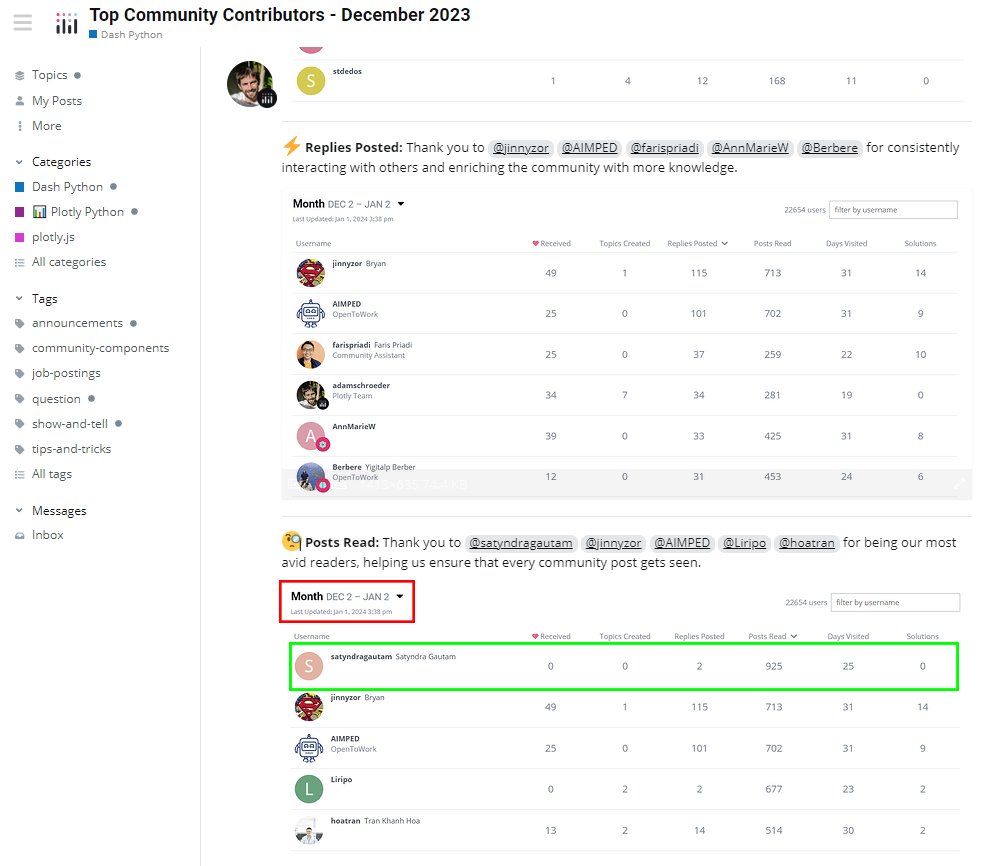 Top Community Contributors - December 2023
Dash Python
Topics
My Posts
More
Categories
Dash Python
Plotly Python
plotly.js
All categories
Tags
announcements
community-components
job-postings
question
show-and-tell
tips-and-tricks
All tags
Messages
Inbox
S stdedos 1 4 12 168 11 0
Replies Posted: Thank you to @jinnyzor @AIMPED @farispriadi @AnnMarieW @Berbere for consistently
interacting with others and enriching the community with more knowledge.
Month DEC 2 – JAN 2
Last Updated: Jan 1, 2024 3:38 pm
22654 users filter by username
Username Received Topics Created Replies Posted Posts Read Days Visited Solutions
jinnyzor Bryan 49 1 115 713 31 14
AIMPED
OpenToWork 25 0 101 702 31 9
farispriadi Faris Priadi
Community Assistant 25 0 37 259 22 10
adamschroeder
Plotly Team 34 7 34 281 19 0
A AnnMarieW 39 0 33 425 31 8
Berbere Yigitalp Berber
OpenToWork 12 0 31 453 24 6
Posts Read: Thank you to @satyndragautam @jinnyzor @AIMPED @Liripo @hoatran for being our most
avid readers, helping us ensure that every community post gets seen.
Month DEC 2 – JAN 2
Last Updated: Jan 1, 2024 3:38 pm
22654 users filter by username
Username Received Topics Created Replies Posted Posts Read Days Visited Solutions
S satyndragautam Satyndra Gautam 0 0 2 925 25 0
jinnyzor Bryan 49 1 115 713 31 14
AIMPED
OpenToWork 25 0 101 702 31 9
L Liripo 0 2 2 677 23 2
hoatran Tran Khanh Hoa 13 2 14 514 30 2